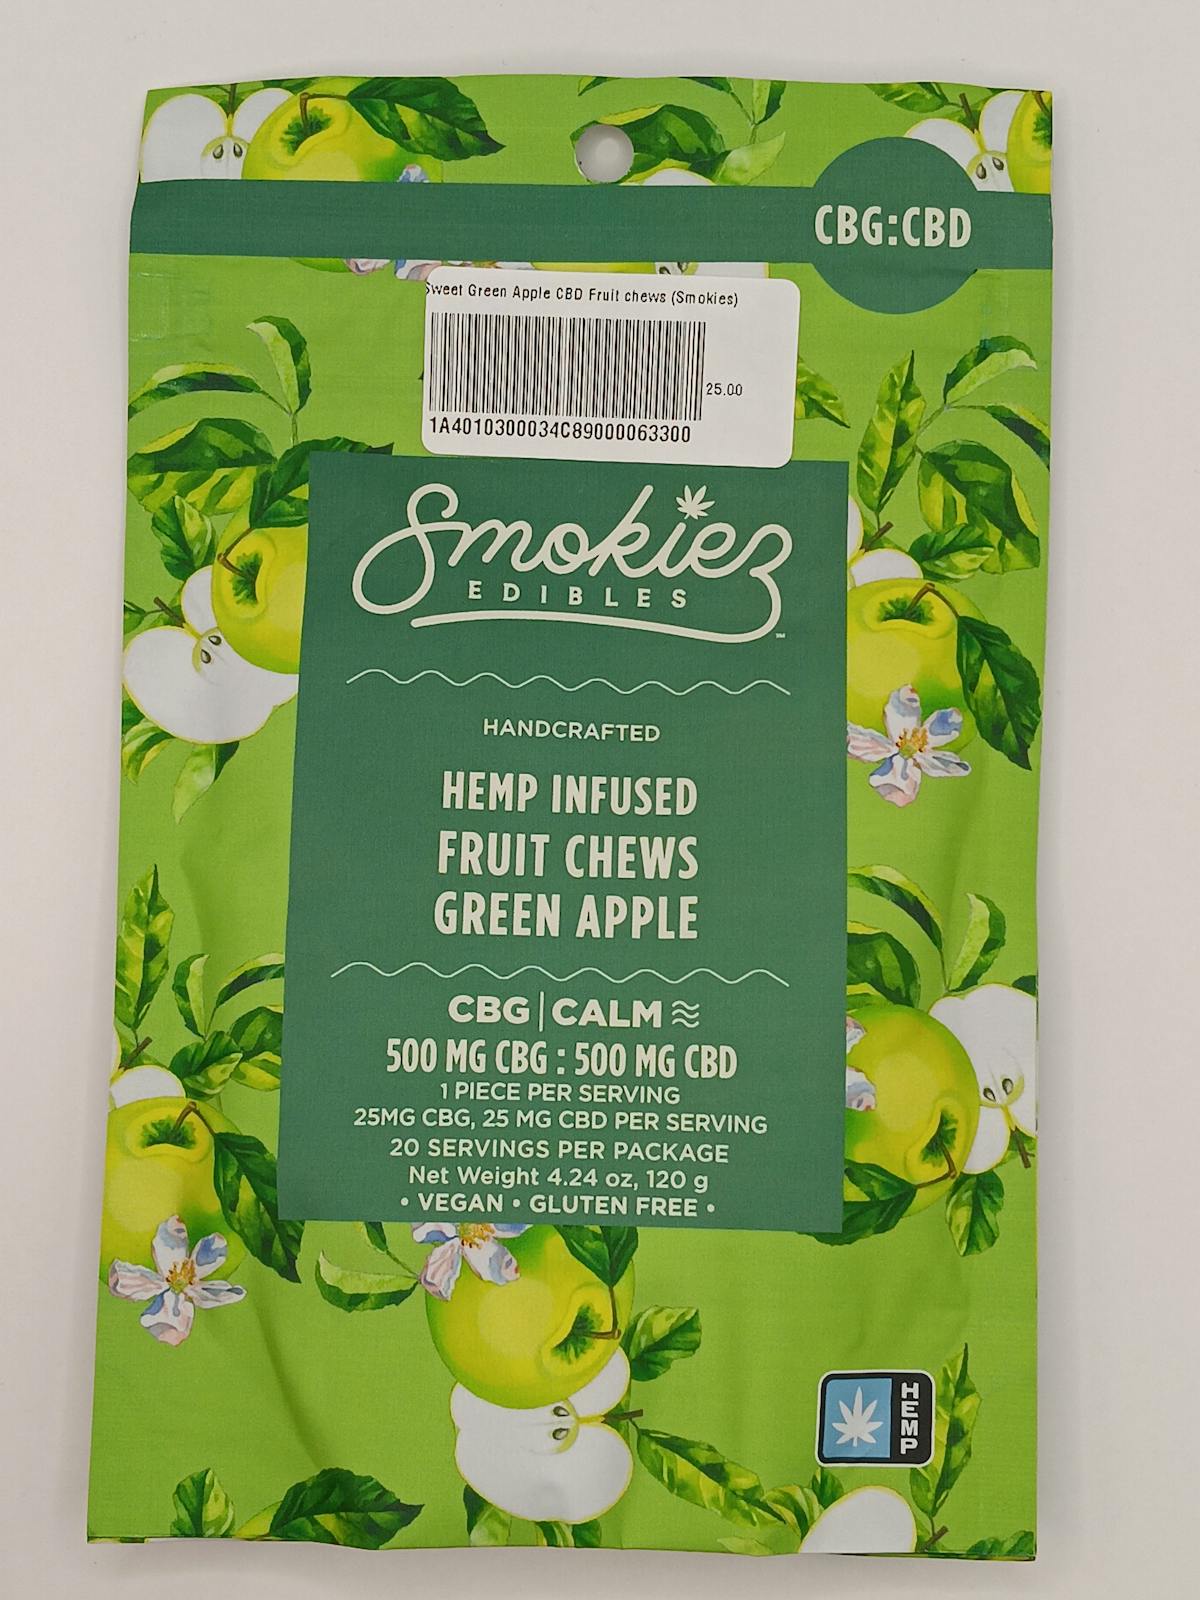 CBG:CBD
Sweet Green Apple CBD Fruit chews (Smokies)
25.00
1A4010300034C89000063300
Smokiez
EDIBLES
™
HANDCRAFTED
HEMP INFUSED
FRUIT CHEWS
GREEN APPLE
CBG | CALM
500 MG CBG : 500 MG CBD
1 PIECE PER SERVING
25MG CBG, 25 MG CBD PER SERVING
20 SERVINGS PER PACKAGE
Net Weight 4.24 oz, 120 g
• VEGAN • GLUTEN FREE •
HEMP